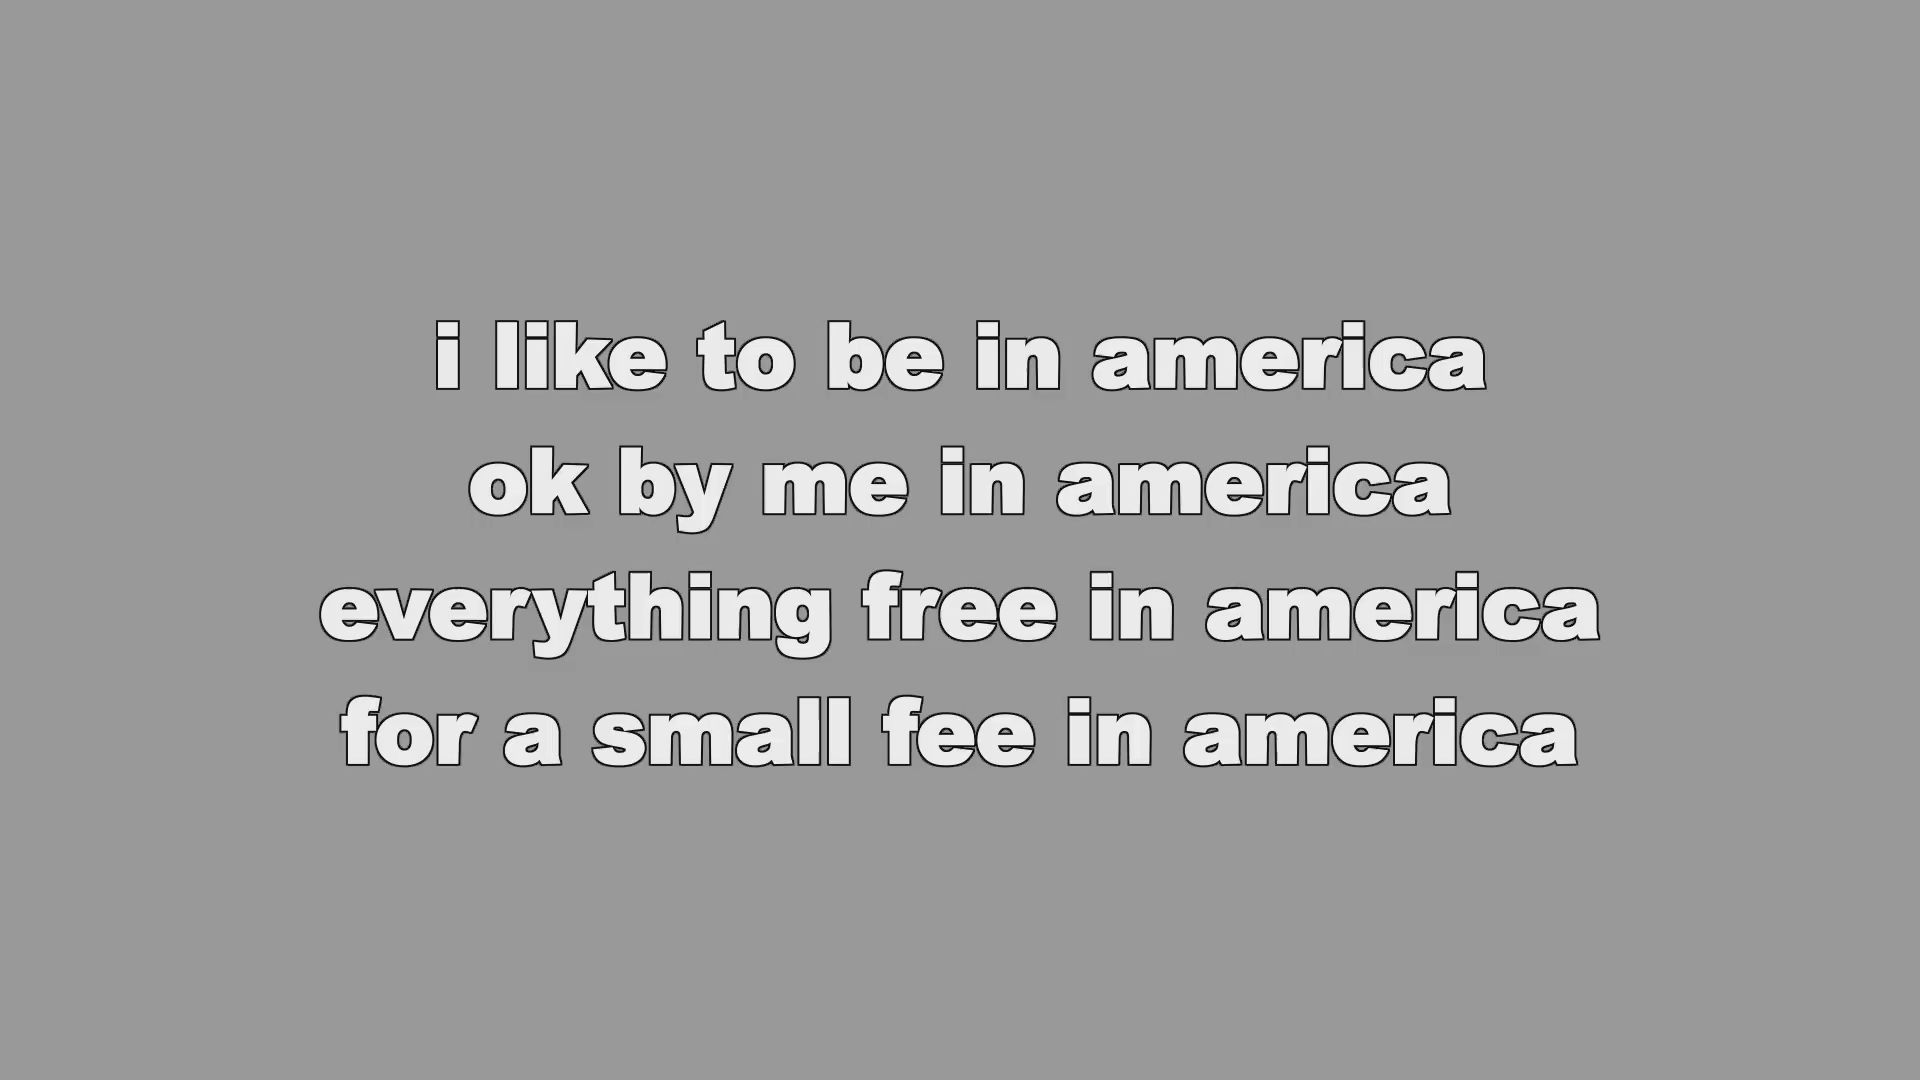 i like to be in america
ok by me in america
everything free in america
for a small fee in america